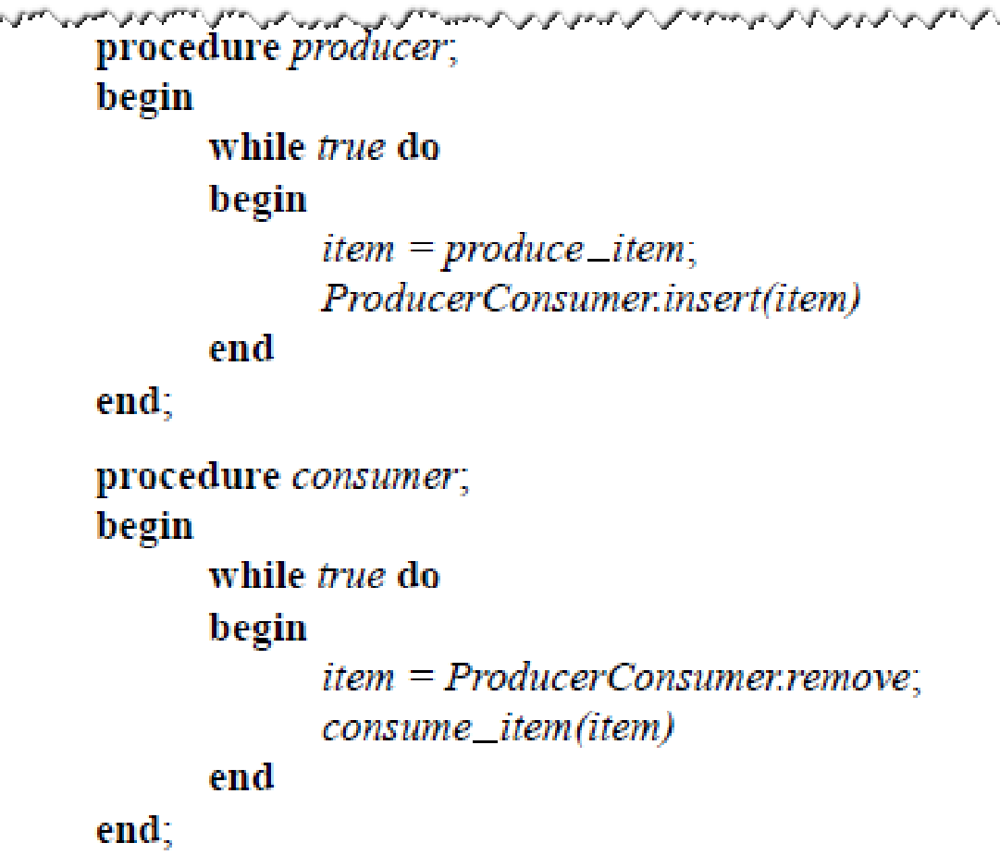 procedure producer;
begin
while true do
begin
item = produce_item;
ProducerConsumer.insert(item)
end
end;
procedure consumer;
begin
while true do
begin
item = ProducerConsumer.remove;
consume_item(item)
end
end;